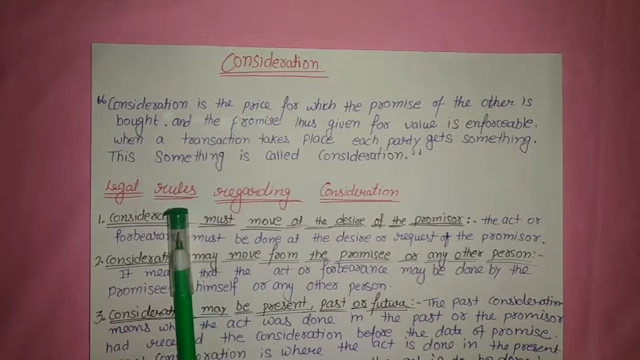 Consideration
"Consideration is the price for which the promise of the other is
bought and the promise thus given for value is enforceable.
when a transaction takes place each party gets something.
This something is called consideration."
Legal rules regarding Consideration
1. Consideration must move at the desire of the promisor:- the act or
forbearance must be done at the desire or request of the promisor.
2. Consideration may move from the promisee or any other person:-
It means that the act or forbearance may be done by the
Promisee himself or any other person.
3. Consideration may be present, past or future:- The past consideration
means when the act was done in the past or the promisor
had received the consideration before the date of promise.
consideration is where the act is done in the present